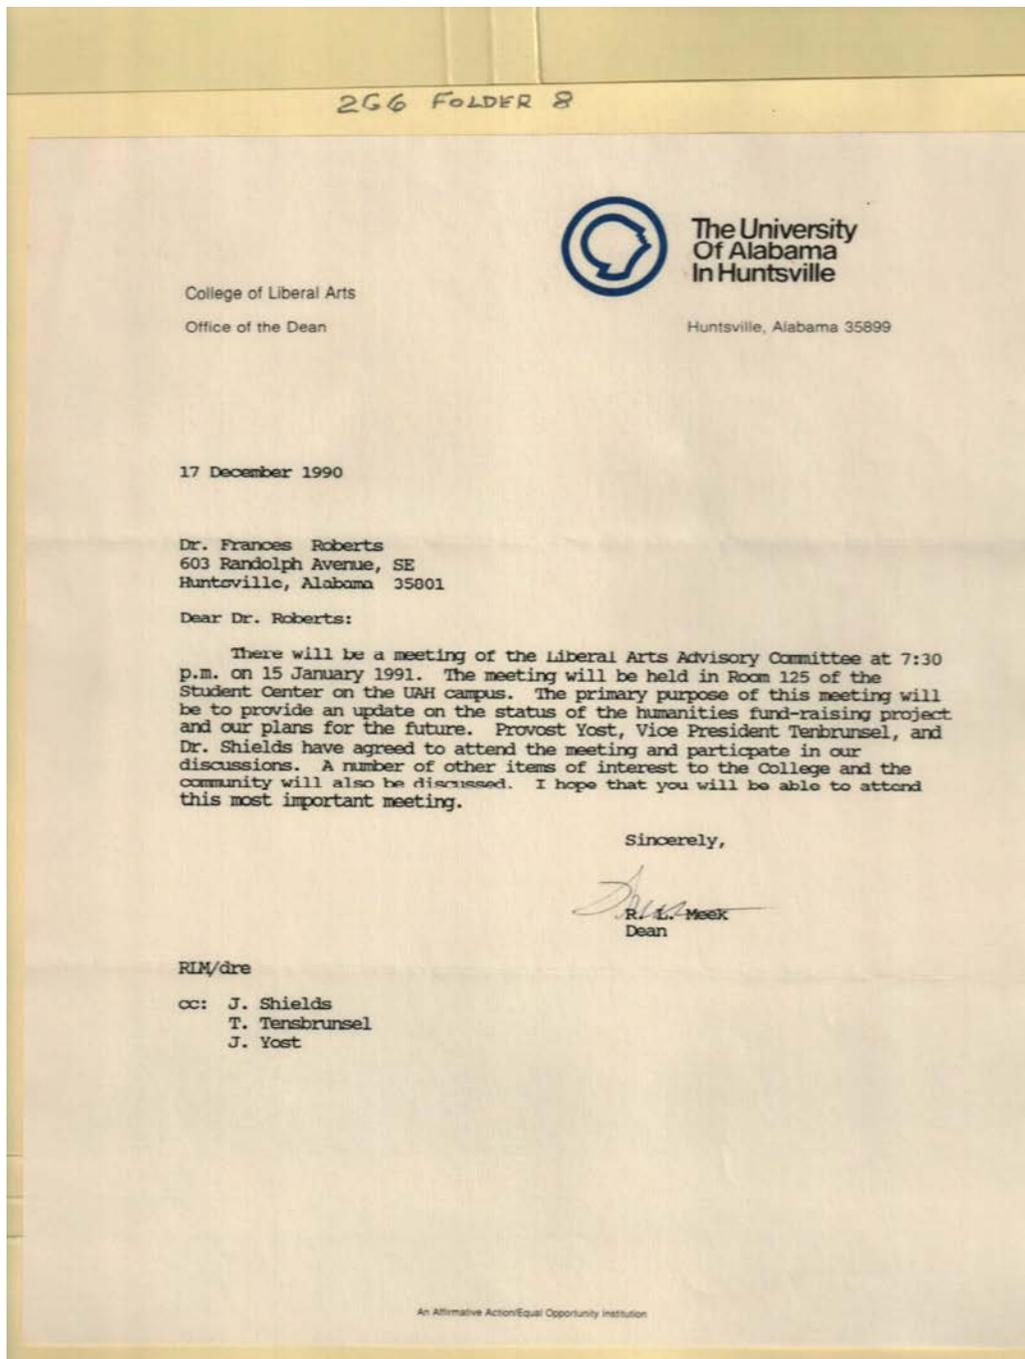 2G6 FOLDER 8
The University
Of Alabama
In Huntsville
College of Liberal Arts
Office of the Dean
Huntsville, Alabama 35899
17 December 1990
Dr. Frances Roberts
603 Randolph Avenue, SE
Huntsville, Alabama 35801
Dear Dr. Roberts:
There will be a meeting of the Liberal Arts Advisory Committee at 7:30
p.m. on 15 January 1991. The meeting will be held in Room 125 of the
Student Center on the UAH campus. The primary purpose of this meeting will
be to provide an update on the status of the humanities fund-raising project
and our plans for the future. Provost Yost, Vice President Tenbrunsel, and
Dr. Shields have agreed to attend the meeting and particpate in our
discussions. A number of other items of interest to the College and the
community will also be discussed. I hope that you will be able to attend
this most important meeting.
Sincerely,
R. L. Meek
Dean
RLM/dre
cc: J. Shields
T. Tensbrunsel
J. Yost
An Affirmative Action/Equal Opportunity Institution